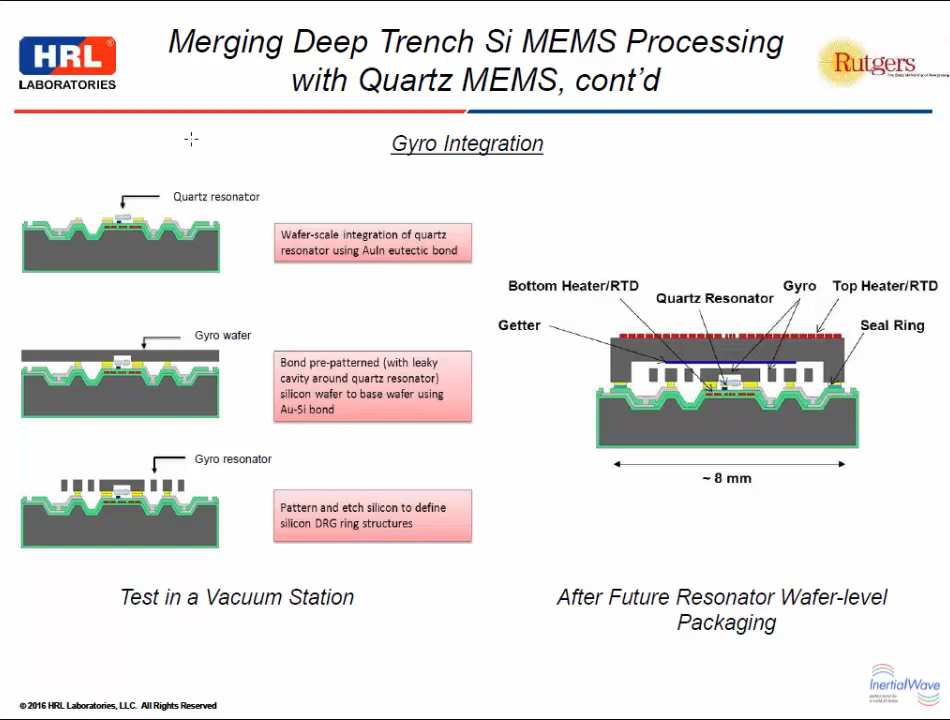 Merging Deep Trench Si MEMS Processing
with Quartz MEMS, cont'd
HRL
LABORATORIES
Rutgers
Gyro Integration
Quartz resonator
Wafer-scale integration of quartz
resonator using AuIn eutectic bond
Gyro wafer
Bond pre-patterned (with leaky
cavity around quartz resonator)
silicon wafer to base wafer using
Au-Si bond
Gyro resonator
Pattern and etch silicon to define
silicon DRG ring structures
Bottom Heater/RTD
Quartz Resonator
Gyro
Top Heater/RTD
Getter
Seal Ring
~ 8 mm
Test in a Vacuum Station
After Future Resonator Wafer-level
Packaging
InertialWave
© 2016 HRL Laboratories, LLC. All Rights Reserved